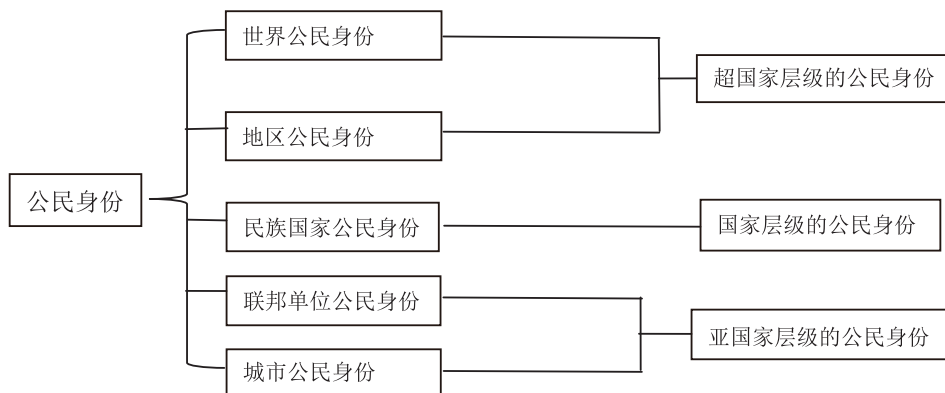 世界公民身份
超国家层级的公民身份
地区公民身份
公民身份
民族国家公民身份
国家层级的公民身份
联邦单位公民身份
亚国家层级的公民身份
城市公民身份